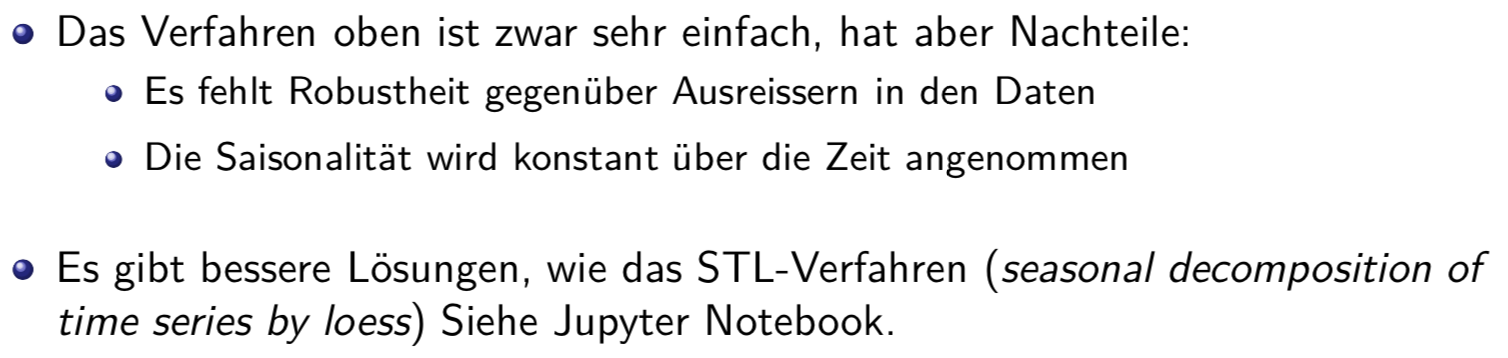 Das Verfahren oben ist zwar sehr einfach, hat aber Nachteile:
Es fehlt Robustheit gegenüber Ausreissern in den Daten
Die Saisonalität wird konstant über die Zeit angenommen
Es gibt bessere Lösungen, wie das STL-Verfahren (seasonal decomposition of
time series by loess) Siehe Jupyter Notebook.